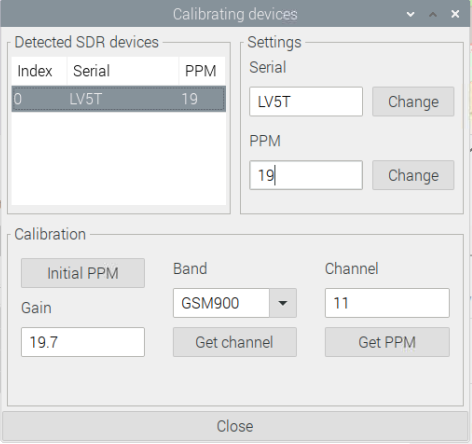 Calibrating devices
Detected SDR devices
Index Serial PPM
0 LV5T 19
Settings
Serial
LV5T Change
PPM
19 Change
Calibration
Initial PPM
Band
Channel
Gain
GSM900
11
19.7
Get channel
Get PPM
Close